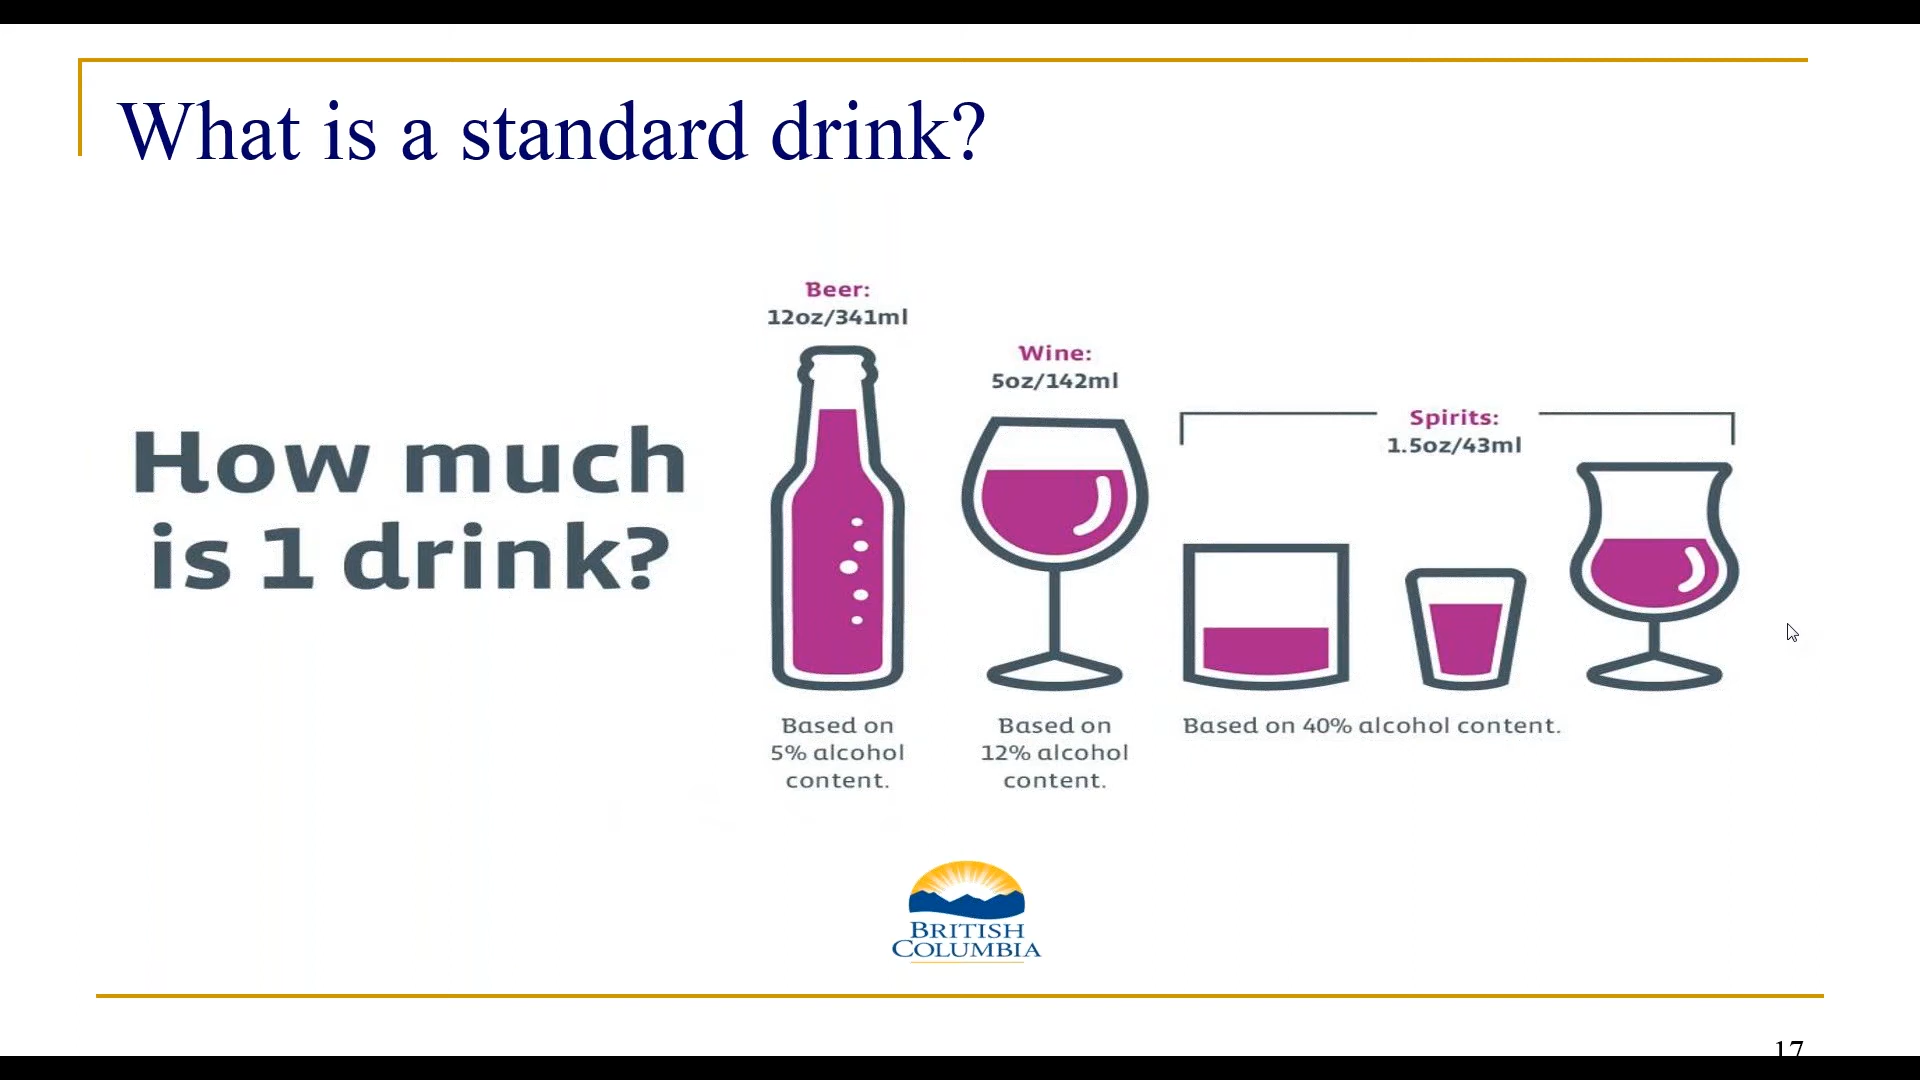 What is a standard drink?
How much
is 1 drink?
Beer:
12oz/341ml
Based on
5% alcohol
content.
Wine:
5oz/142ml
Based on
12% alcohol
content.
Spirits:
1.5oz/43ml
Based on 40% alcohol content.
BRITISH
COLUMBIA
17